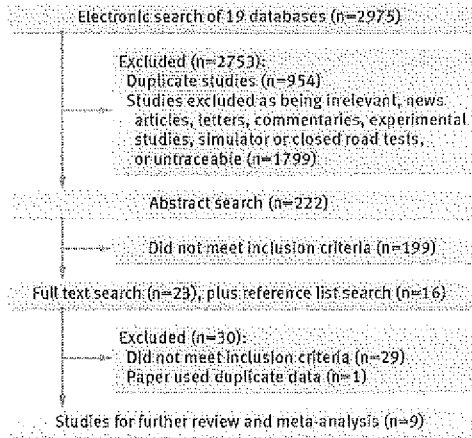 Electronic search of 19 databases (n=2975)
Excluded (n=2753):
Duplicate studies (n=954)
Studies excluded as being irrelevant, news
articles, letters, commentaries, experimental
studies, simulator or closed road tests,
or untraceable (n=1799)
Abstract search (n=222)
Did not meet inclusion criteria (n=199)
Full text search (n=23), plus reference list search (n=16)
Excluded (n=30):
Did not meet inclusion criteria (n=29)
Paper used duplicate data (n=1)
Studies for further review and meta-analysis (n=9)